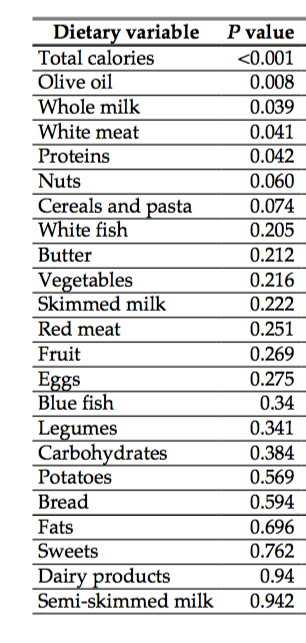 Dietary variable P value
Total calories <0.001
Olive oil 0.008
Whole milk 0.039
White meat 0.041
Proteins 0.042
Nuts 0.060
Cereals and pasta 0.074
White fish 0.205
Butter 0.212
Vegetables 0.216
Skimmed milk 0.222
Red meat 0.251
Fruit 0.269
Eggs 0.275
Blue fish 0.34
Legumes 0.341
Carbohydrates 0.384
Potatoes 0.569
Bread 0.594
Fats 0.696
Sweets 0.762
Dairy products 0.94
Semi-skimmed milk 0.942